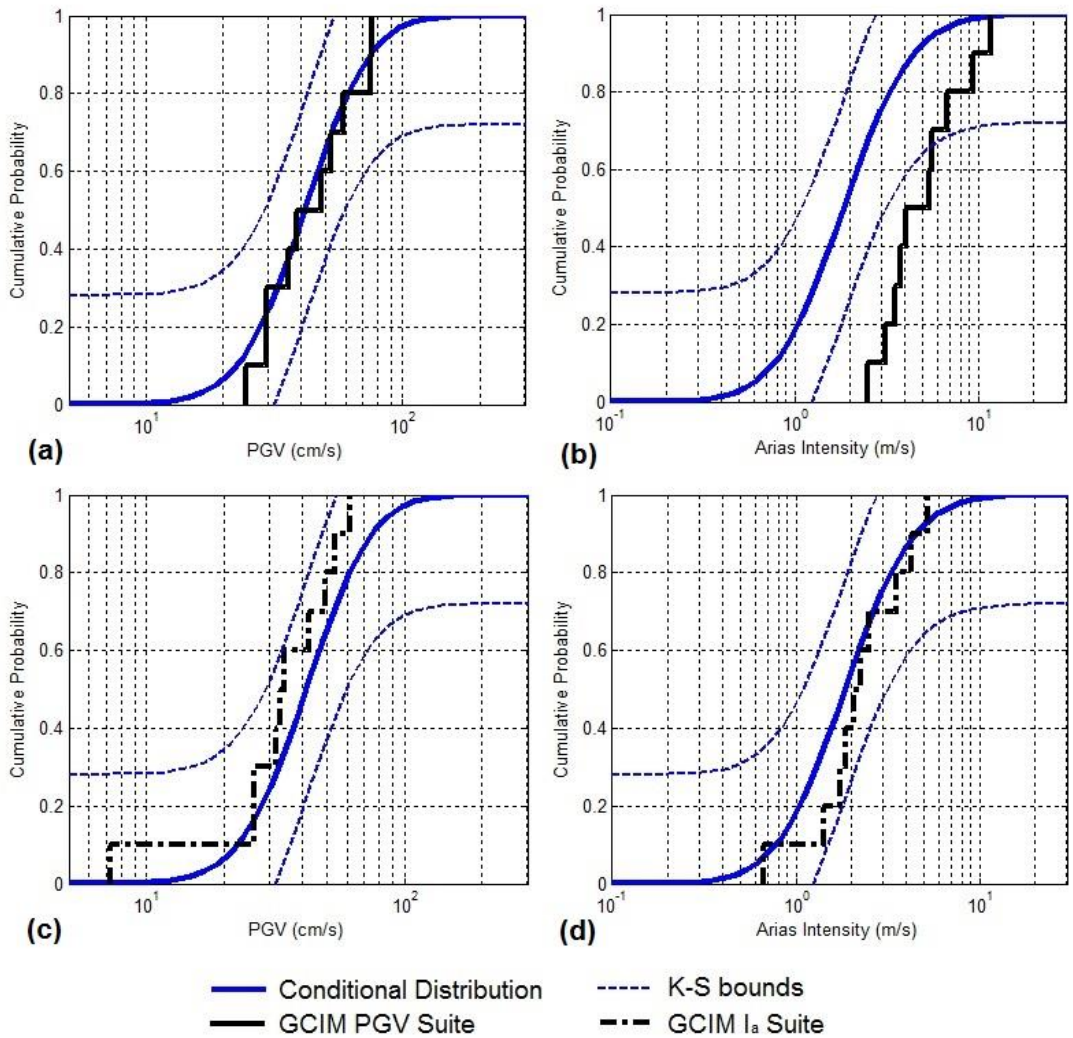 1
0.8
0.6
0.4
0.2
0
Cumulative Probability
10¹
10²
PGV (cm/s)
(a)
1
0.8
0.6
0.4
0.2
0
Cumulative Probability
10⁻¹
10⁰
10¹
Arias Intensity (m/s)
(b)
1
0.8
0.6
0.4
0.2
0
Cumulative Probability
10¹
10²
PGV (cm/s)
(c)
1
0.8
0.6
0.4
0.2
0
Cumulative Probability
10⁻¹
10⁰
10¹
Arias Intensity (m/s)
(d)
Conditional Distribution
K-S bounds
GCIM PGV Suite
GCIM Iₐ Suite